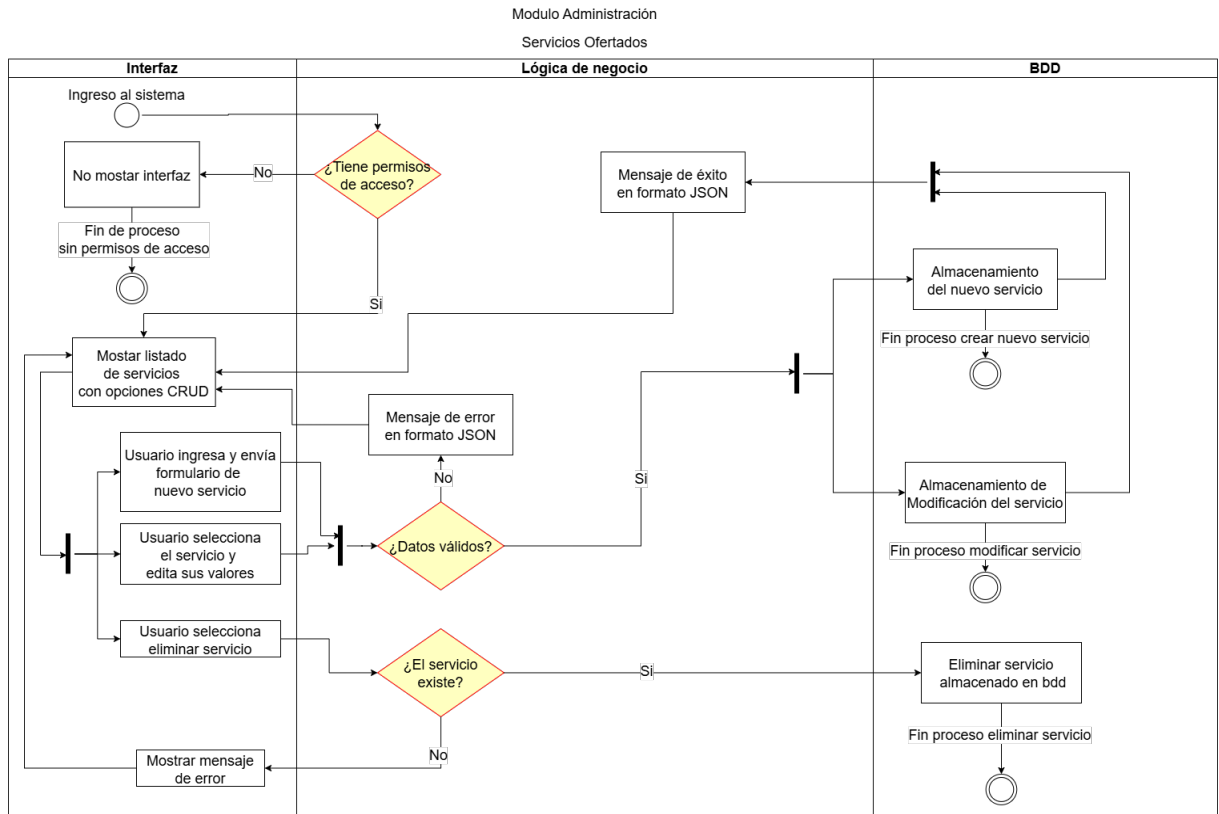 Modulo Administración
Servicios Ofertados
Interfaz
Lógica de negocio
BDD
Ingreso al sistema
¿Tiene permisos
de acceso?
No
No mostar interfaz
Fin de proceso
sin permisos de acceso
Si
Mensaje de éxito
en formato JSON
Almacenamiento
del nuevo servicio
Fin proceso crear nuevo servicio
Mostar listado
de servicios
con opciones CRUD
Mensaje de error
en formato JSON
No
Si
Usuario ingresa y envía
formulario de
nuevo servicio
Usuario selecciona
el servicio y
edita sus valores
¿Datos válidos?
Almacenamiento de
Modificación del servicio
Fin proceso modificar servicio
Usuario selecciona
eliminar servicio
¿El servicio
existe?
Si
Eliminar servicio
almacenado en bdd
Fin proceso eliminar servicio
No
Mostrar mensaje
de error